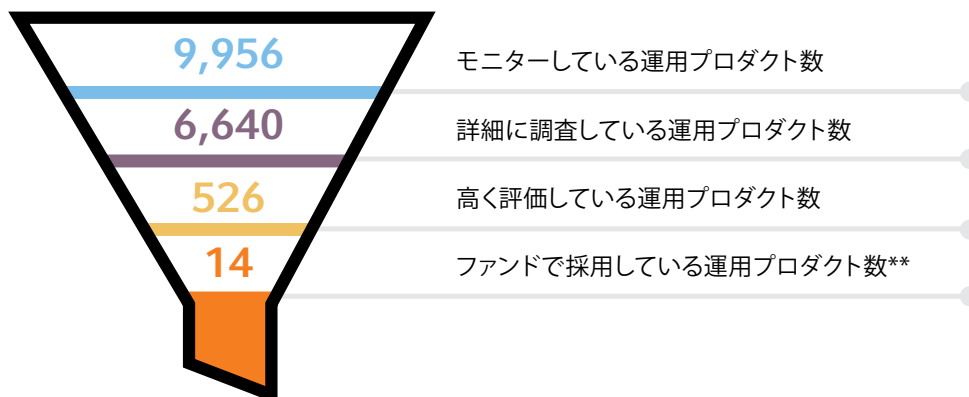 9,956
モニターしている運用プロダクト数
6,640
詳細に調査している運用プロダクト数
526
高く評価している運用プロダクト数
14
ファンドで採用している運用プロダクト数**